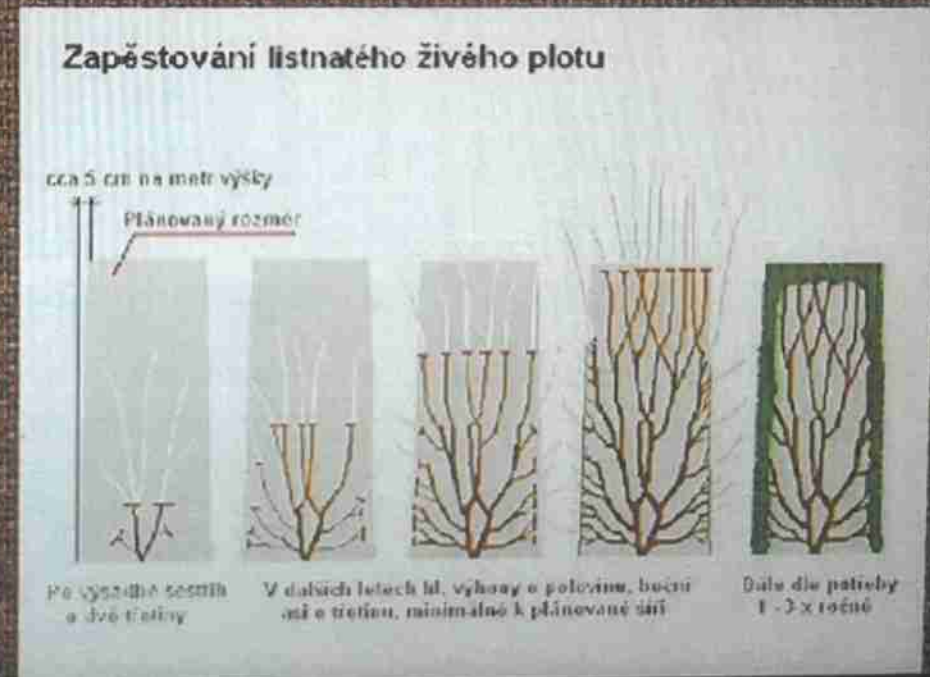 Zapěstování listnatého živého plotu
cca 5 cm na metr výšky
Plánovaný rozměr
Po výsadbě sestřih
o dvě třetiny
V dalších letech hl. výhony o polovinu, boční
asi o třetinu, minimálně k plánované šíři
Dále dle potřeby
1 - 3 x ročně